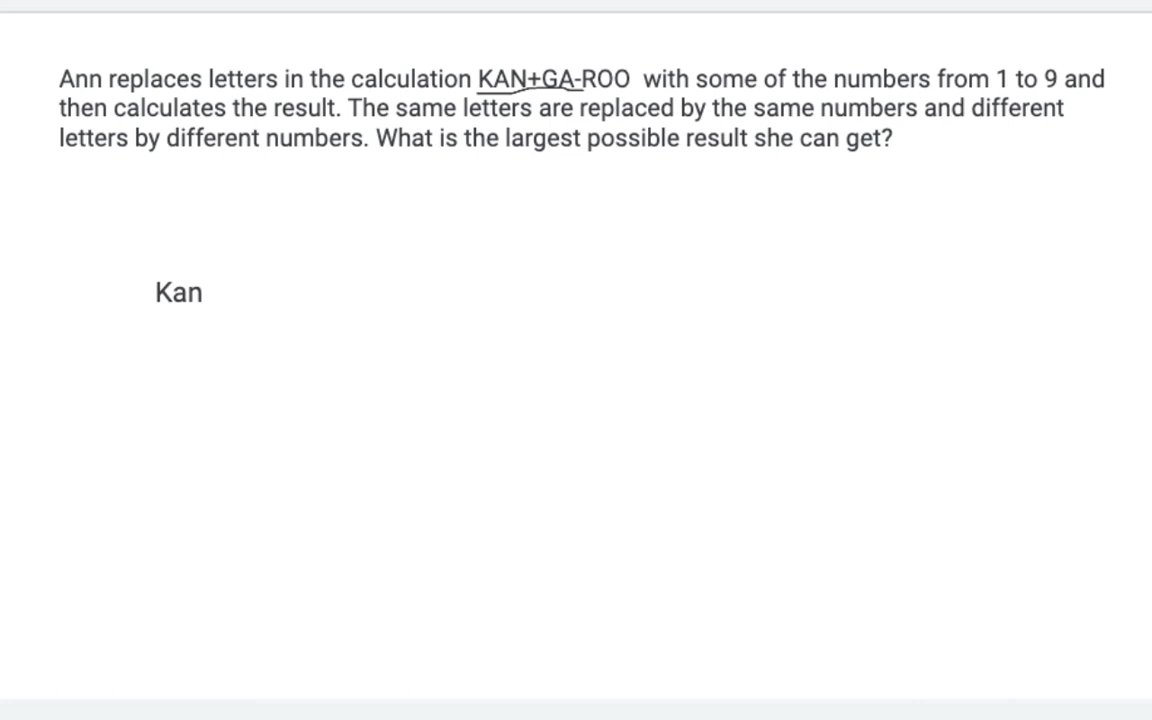 Ann replaces letters in the calculation KAN+GA-ROO with some of the numbers from 1 to 9 and
then calculates the result. The same letters are replaced by the same numbers and different
letters by different numbers. What is the largest possible result she can get?
Kan